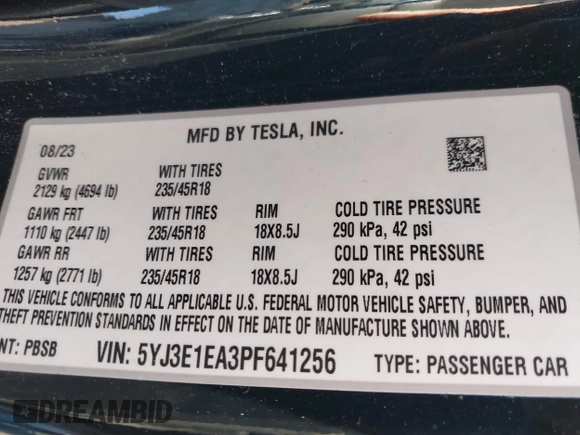 MFD BY TESLA, INC.
08/23
GVWR WITH TIRES
2129 kg (4694 lb) 235/45R18
GAWR FRT WITH TIRES RIM COLD TIRE PRESSURE
1110 kg (2447 lb) 235/45R18 18X8.5J 290 kPa, 42 psi
GAWR RR WITH TIRES RIM COLD TIRE PRESSURE
1257 kg (2771 lb) 235/45R18 18X8.5J 290 kPa, 42 psi
THIS VEHICLE CONFORMS TO ALL APPLICABLE U.S. FEDERAL MOTOR VEHICLE SAFETY, BUMPER, AND
THEFT PREVENTION STANDARDS IN EFFECT ON THE DATE OF MANUFACTURE SHOWN ABOVE.
NT: PBSB VIN: 5YJ3E1EA3PF641256 TYPE: PASSENGER CAR
DREAMBID